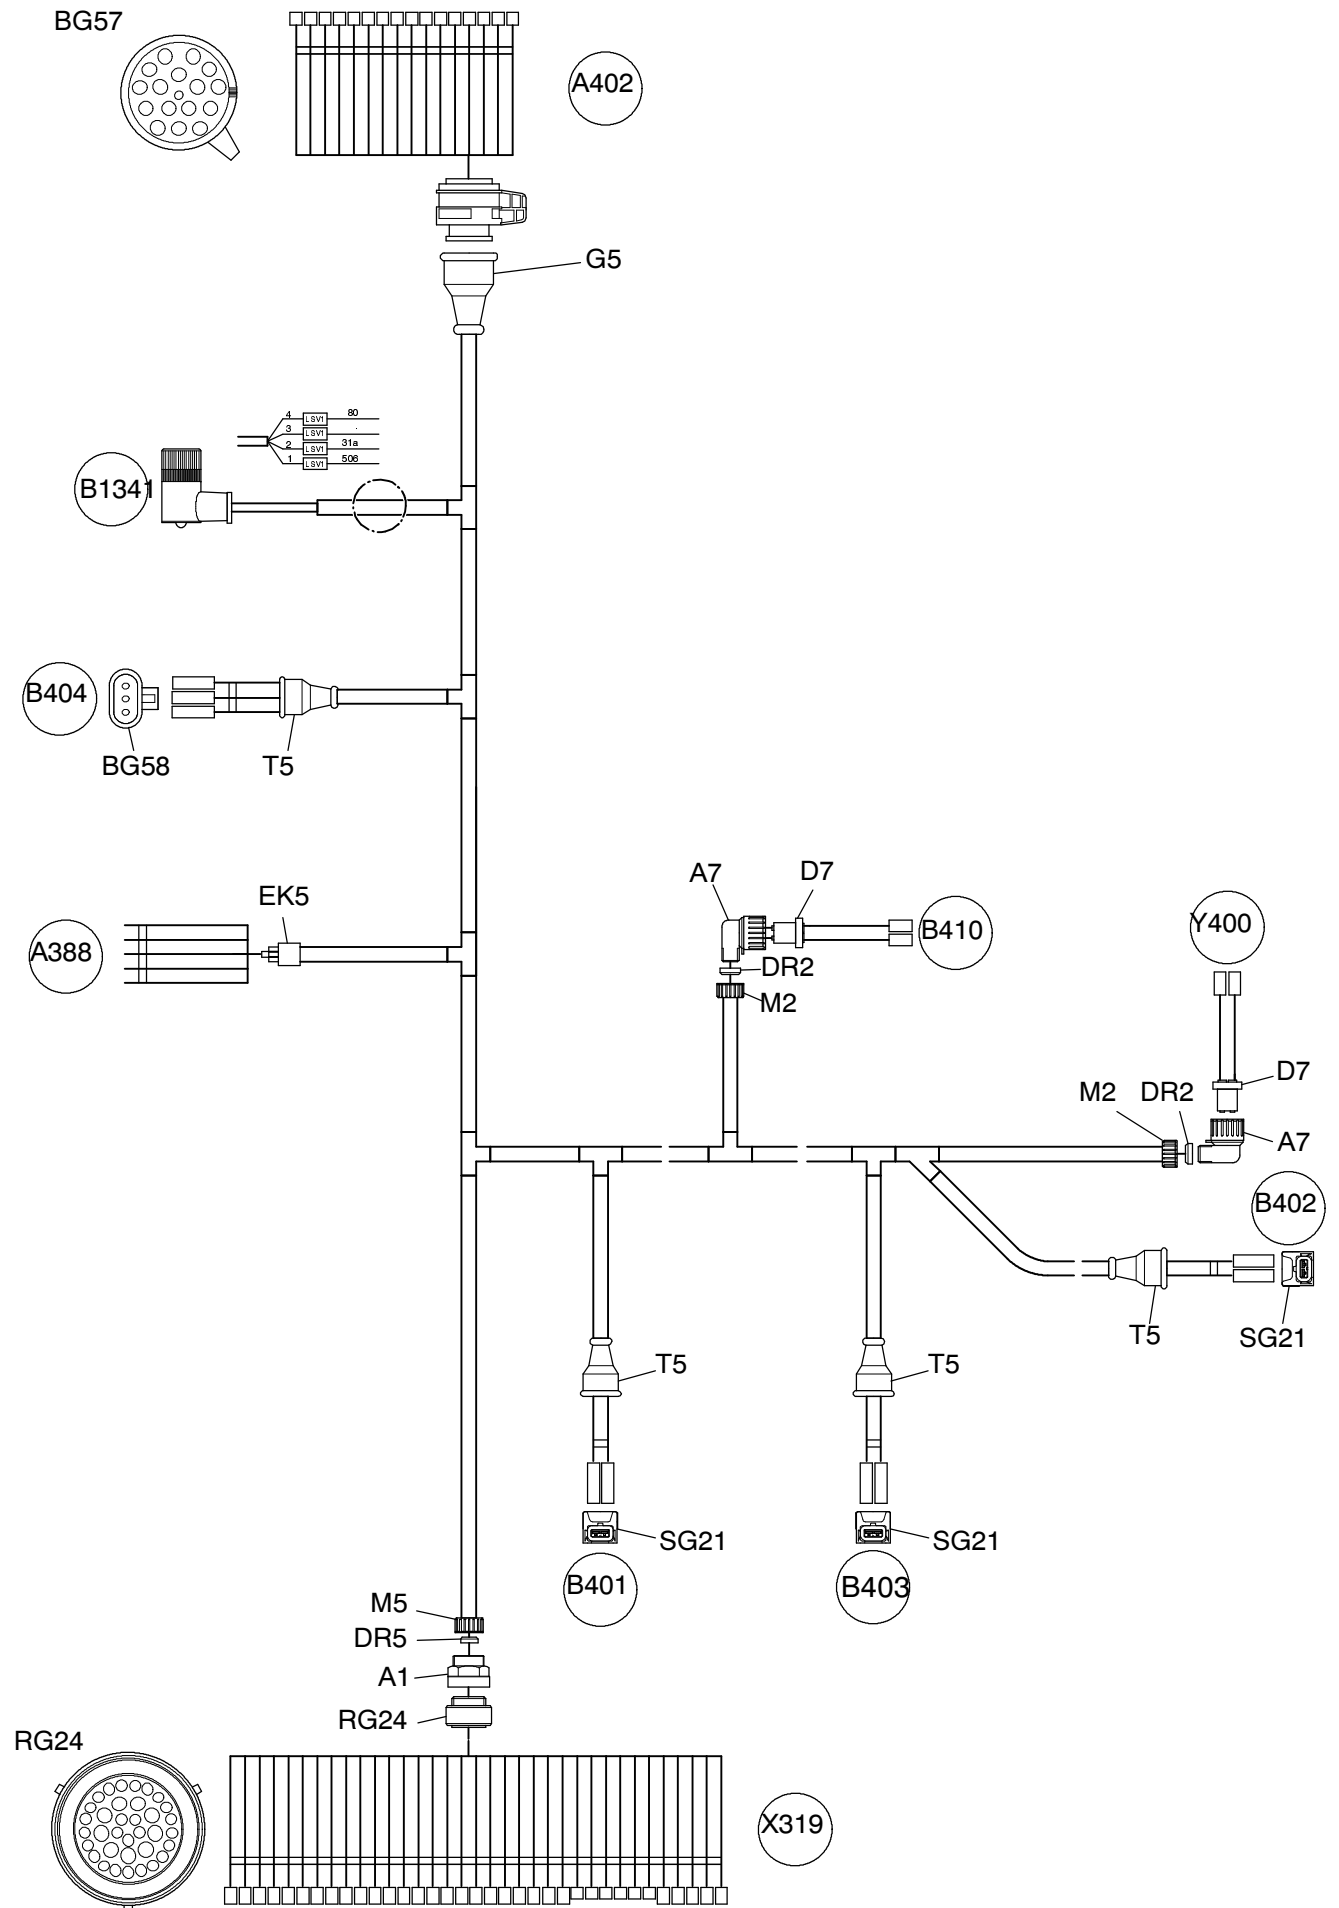 BG57
A402
G5
4 LSV1 80
3 LSV1 .
2 LSV1 31a
1 LSV1 506
B1341
B404
BG58
T5
A7
D7
EK5
B410
Y400
A388
DR2
M2
D7
M2
DR2
A7
B402
T5
SG21
T5
T5
SG21
SG21
B401
B403
M5
DR5
A1
RG24
RG24
X319